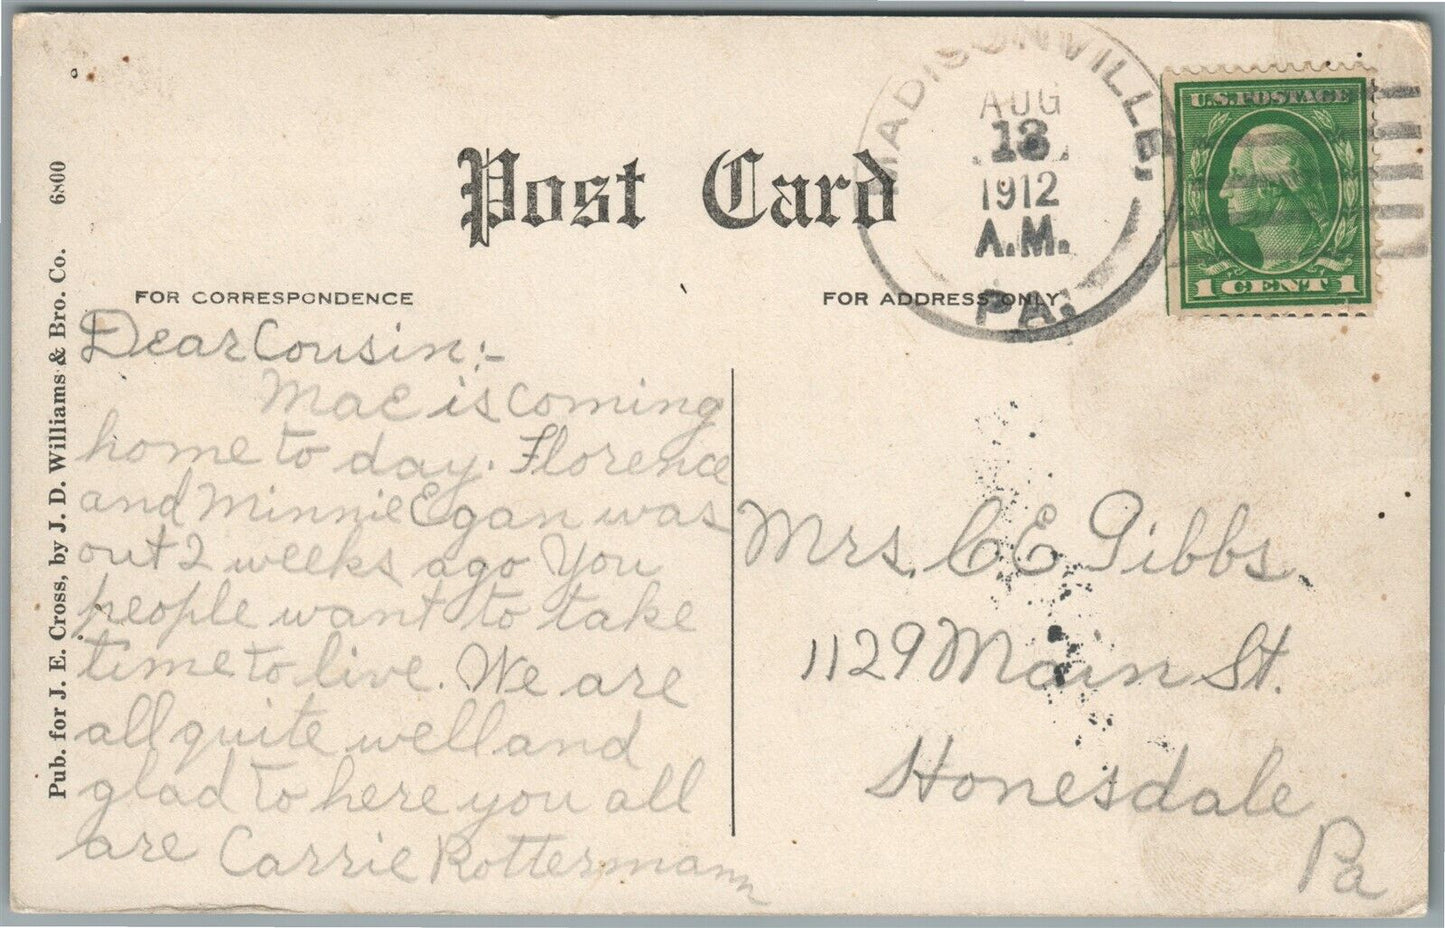 MADISONVILLE,
AUG
13
1912
A.M.
PA.
U.S. POSTAGE
1 CENT 1
Post Card
FOR CORRESPONDENCE
FOR ADDRESS ONLY
Pub. for J. E. Cross, by J. D. Williams & Bro. Co. 6800
Dear Cousin:-
Mae is coming
home to day. Florence
and Minnie Egan was
out 2 weeks ago You
people want to take
time to live. We are
all quite well and
glad to here you all
are Carrie Rottermann
Mrs. C E Gibbs.
1129 Main St.
Honesdale
Pa